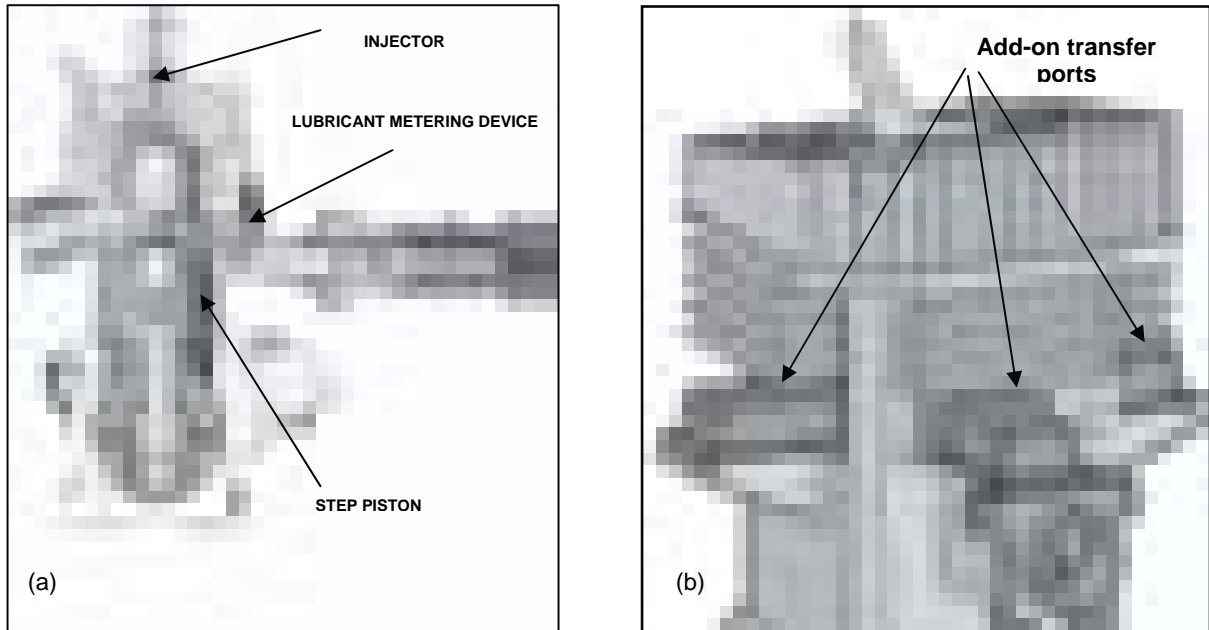 INJECTOR
LUBRICANT METERING DEVICE
STEP PISTON
(a)
Add-on transfer
ports
(b)